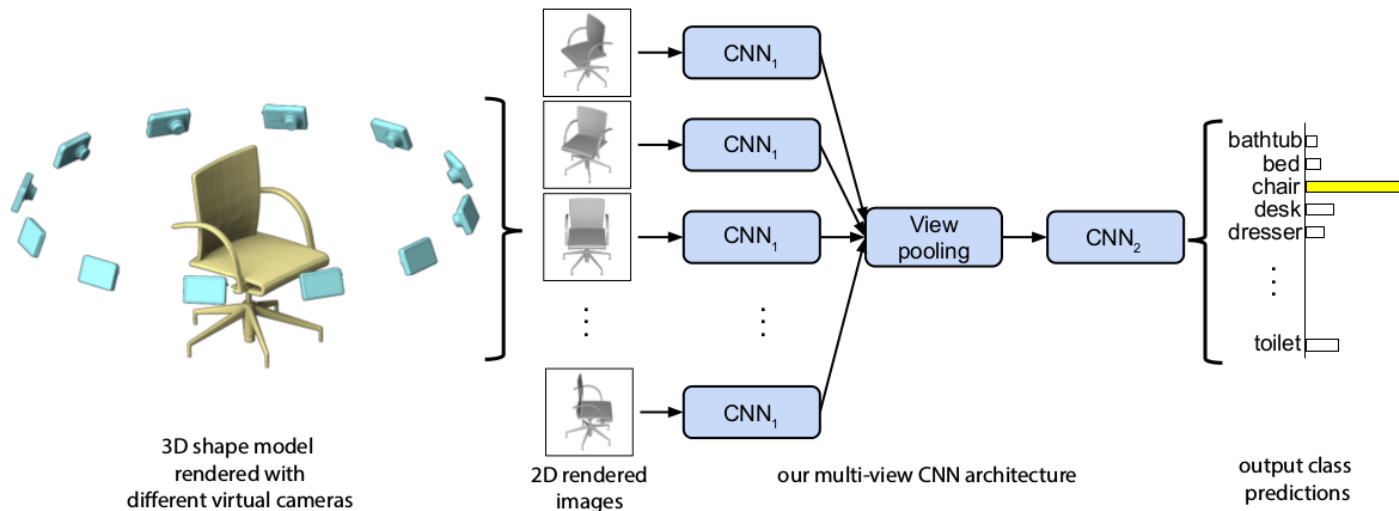 CNN₁
CNN₁
CNN₁
CNN₁
View
pooling
CNN₂
bathtub
bed
chair
desk
dresser
toilet
3D shape model
rendered with
different virtual cameras
2D rendered
images
our multi-view CNN architecture
output class
predictions